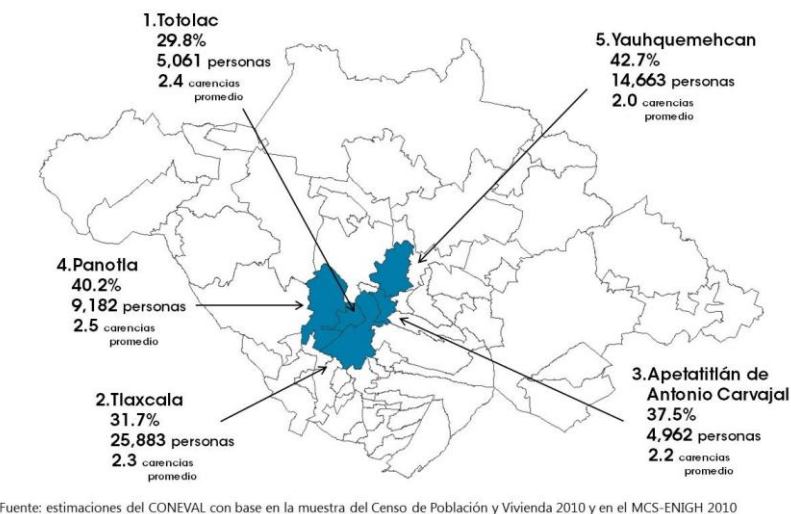 1.Totolac
29.8%
5,061 personas
2.4 carencias
promedio
5.Yauhquemehcan
42.7%
14,663 personas
2.0 carencias
promedio
4.Panotla
40.2%
9,182 personas
2.5 carencias
promedio
2.Tlaxcala
31.7%
25,883 personas
2.3 carencias
promedio
3.Apetatitlán de
Antonio Carvajal
37.5%
4,962 personas
2.2 carencias
promedio
Fuente: estimaciones del CONEVAL con base en la muestra del Censo de Población y Vivienda 2010 y en el MCS-ENIGH 2010